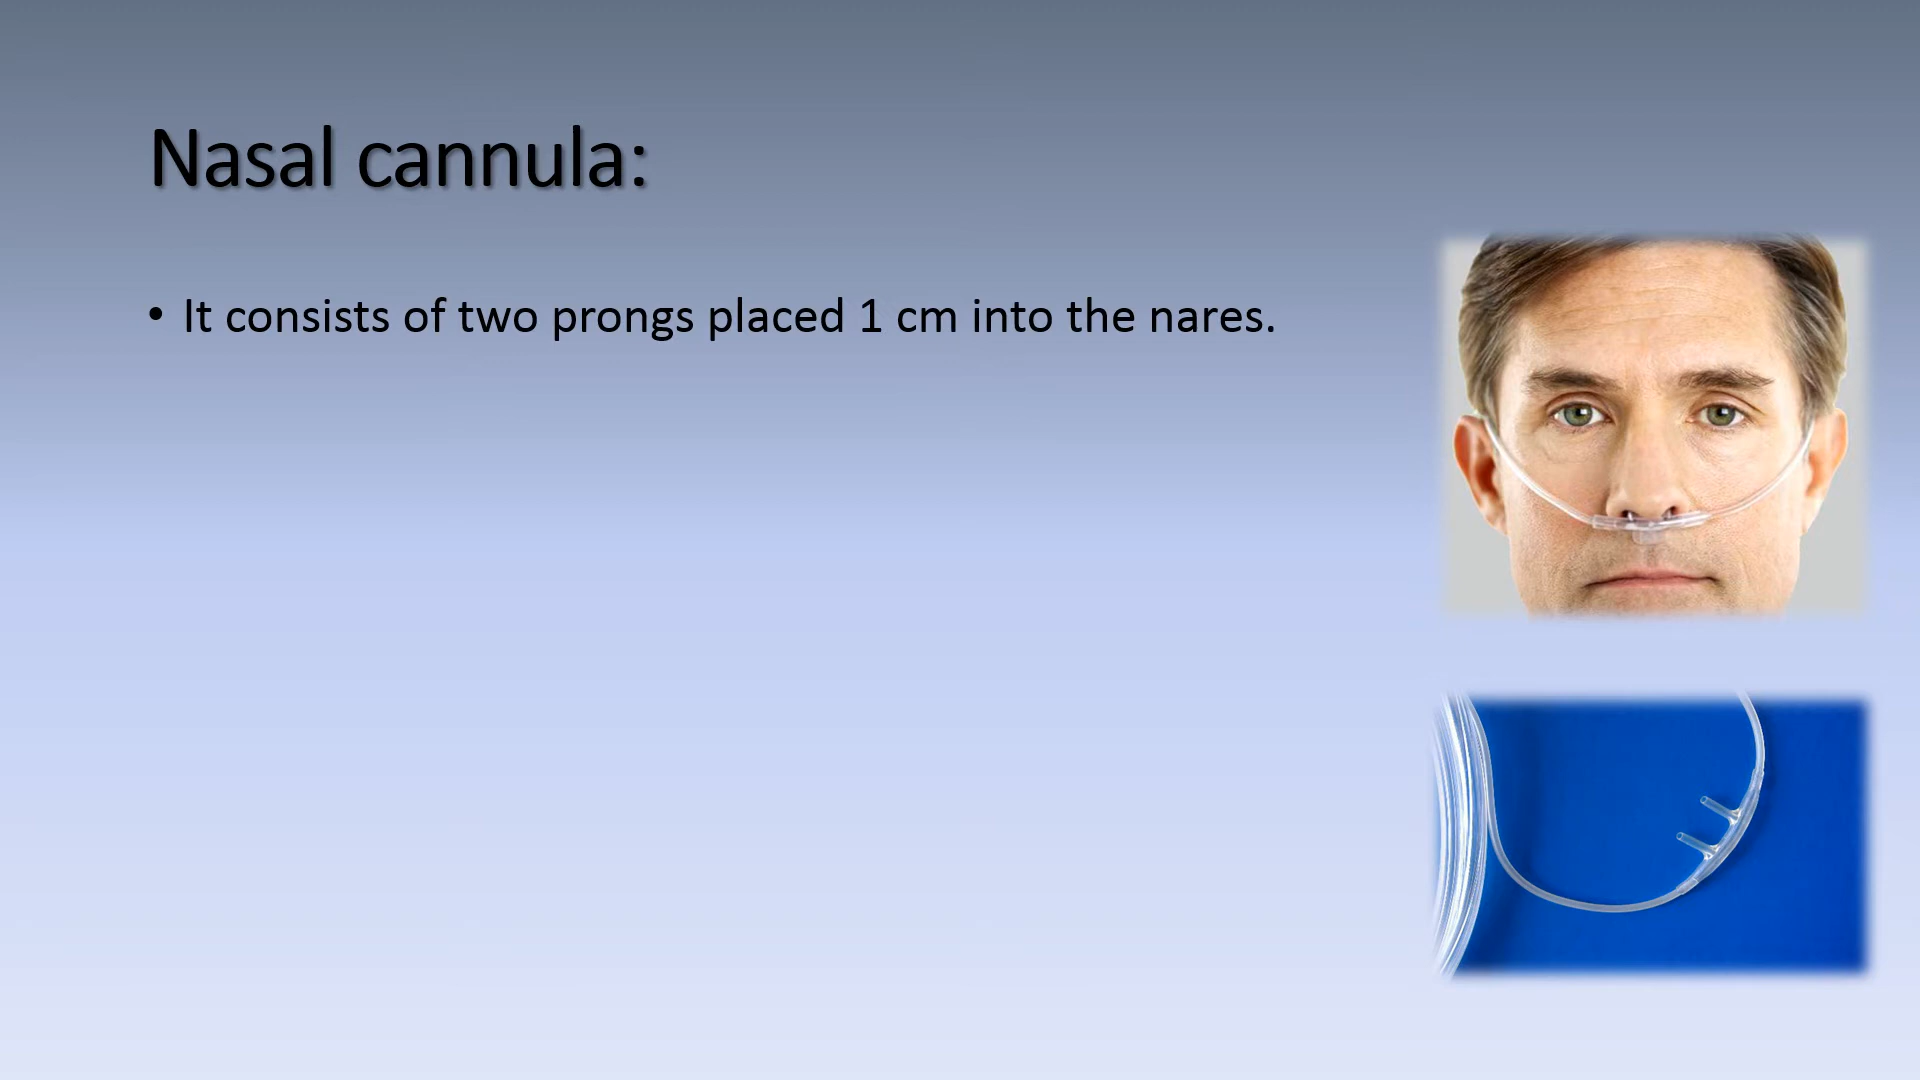 Nasal cannula:
• It consists of two prongs placed 1 cm into the nares.